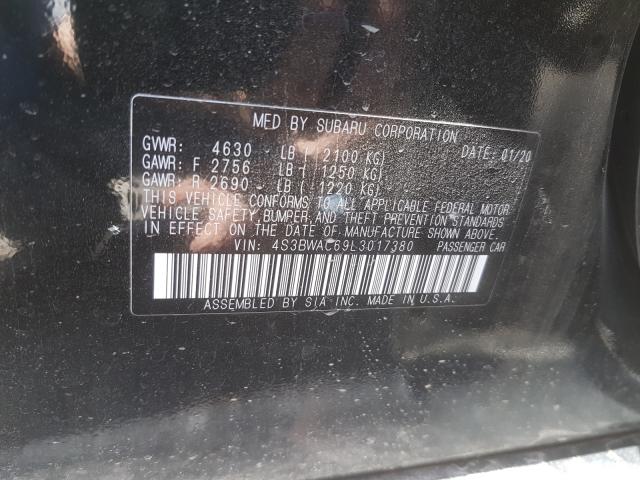 MFD BY SUBARU CORPORATION DATE: 01/20
GVWR: 4630 LB ( 2100 KG)
GAWR: F 2756 LB ( 1250 KG)
GAWR: R 2690 LB ( 1220 KG)
THIS VEHICLE CONFORMS TO ALL APPLICABLE FEDERAL MOTOR
VEHICLE SAFETY, BUMPER, AND THEFT PREVENTION STANDARDS
IN EFFECT ON THE DATE OF MANUFACTURE SHOWN ABOVE.
VIN: 4S3BWAC69L3017380 PASSENGER CAR
ASSEMBLED BY SIA INC. MADE IN U.S.A.